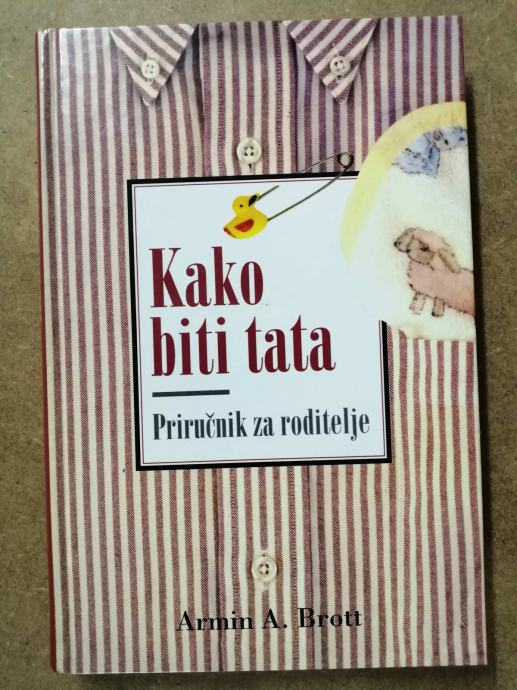 Kako
biti tata
Priručnik za roditelje
Armin A. Brott